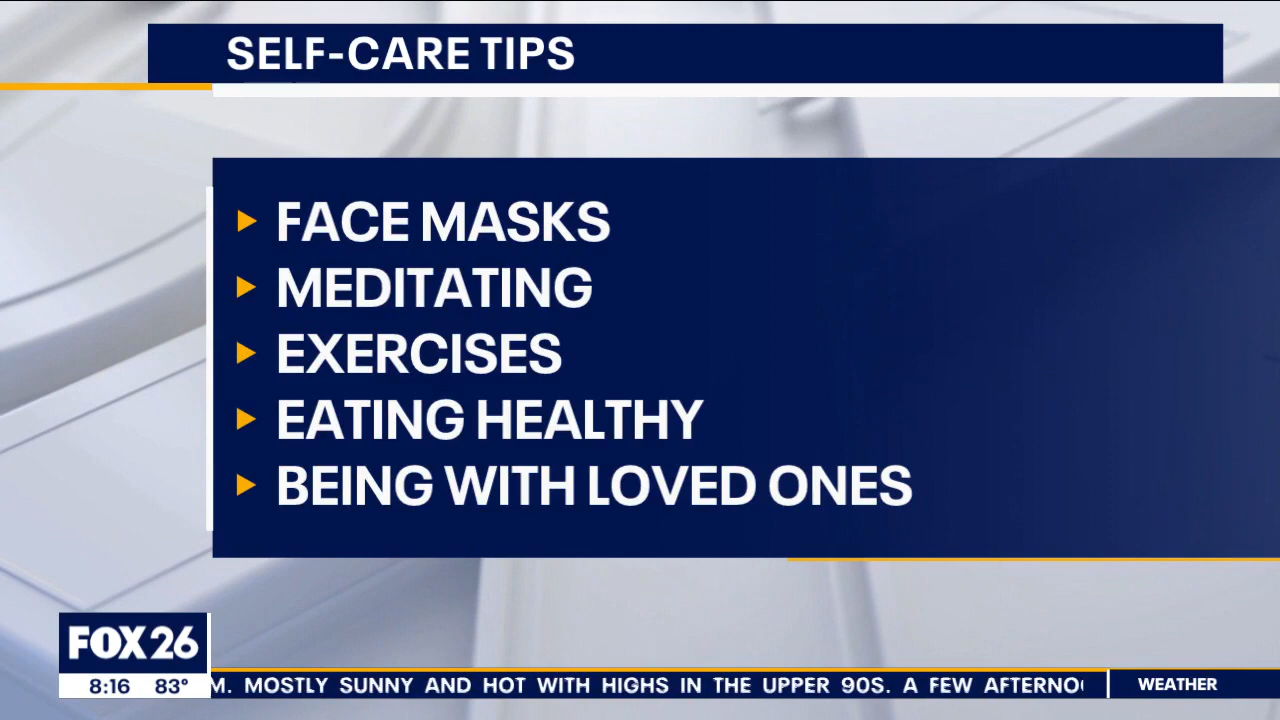 SELF-CARE TIPS
FACE MASKS
MEDITATING
EXERCISES
EATING HEALTHY
BEING WITH LOVED ONES
FOX 26
8:16 83°
M. MOSTLY SUNNY AND HOT WITH HIGHS IN THE UPPER 90S. A FEW
WEATHER